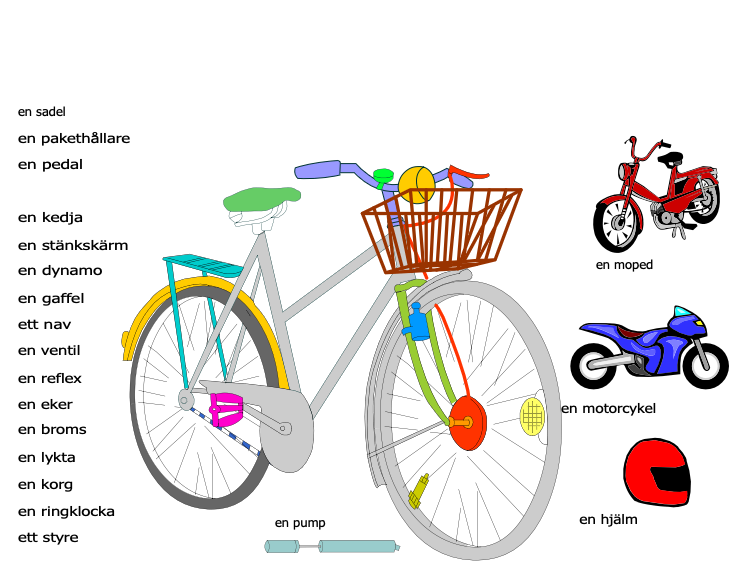 en sadel
en pakethållare
en pedal
en kedja
en stänkskärm
en dynamo
en gaffel
ett nav
en ventil
en reflex
en eker
en broms
en lykta
en korg
en ringklocka
ett styre
en pump
en moped
en motorcykel
en hjälm